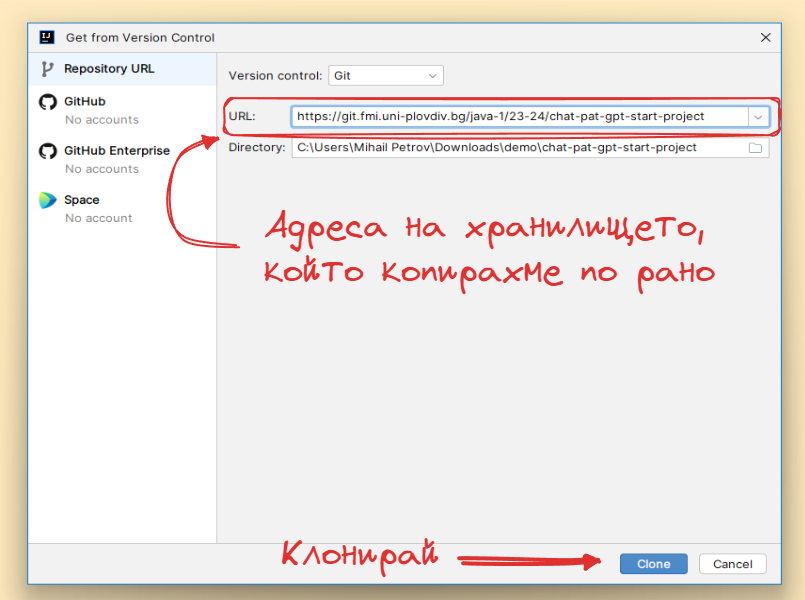 IJ
Get from Version Control
Repository URL
GitHub
No accounts
GitHub Enterprise
No accounts
Space
No account
Version control: Git
URL: https://git.fmi.uni-plovdiv.bg/java-1/23-24/chat-pat-gpt-start-project
Directory: C:\Users\Mihail Petrov\Downloads\demo\chat-pat-gpt-start-project
Адреса на хранилището,
който копирахме по рано
Клонирай
Clone Cancel